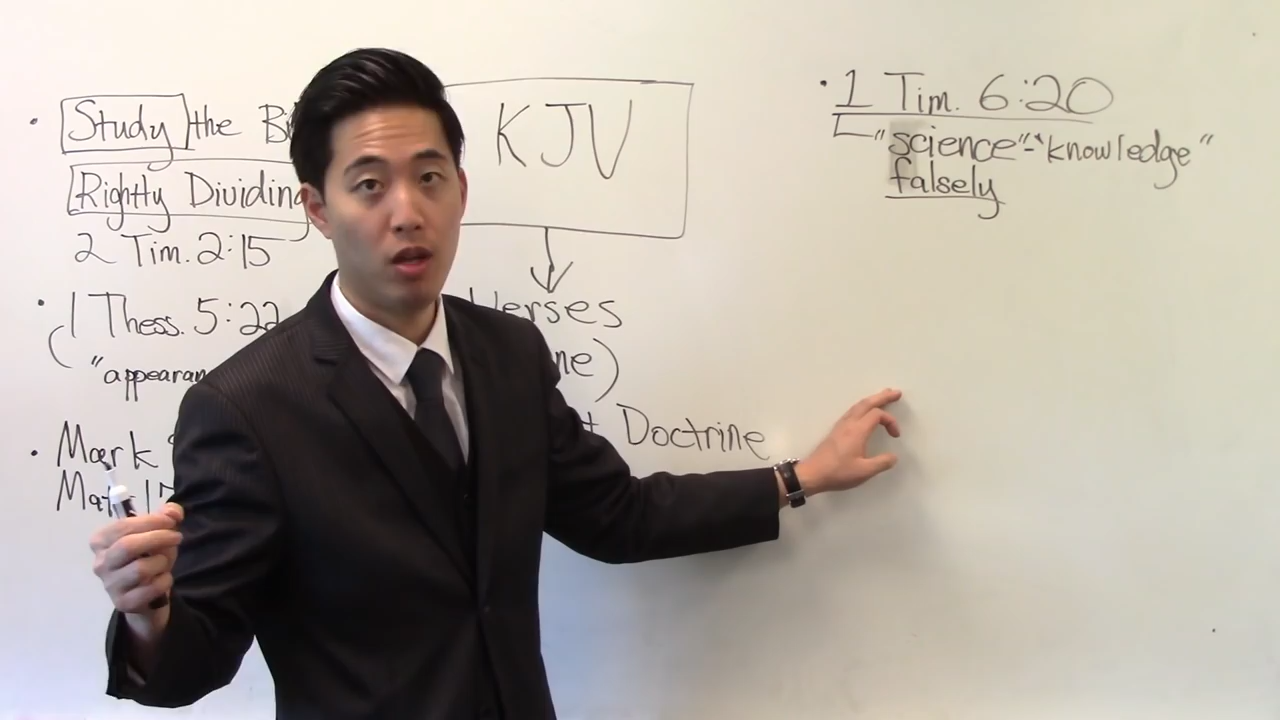 Study the B
Rightly Dividing
2 Tim. 2:15
1 Thess. 5:22
"appearan
Mark
Mat 17
KJV
Verses
ne)
Doctrine
1 Tim. 6:20
"science"-"knowledge"
falsely